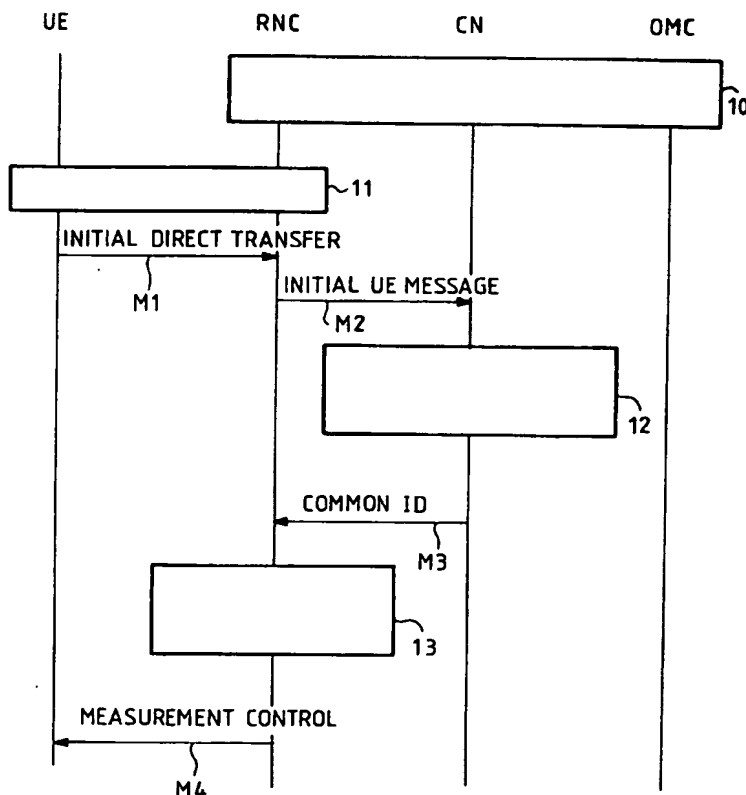 UE RNC CN OMC
10
11
INITIAL DIRECT TRANSFER
M1
INITIAL UE MESSAGE
M2
12
COMMON ID
M3
13
MEASUREMENT CONTROL
M4